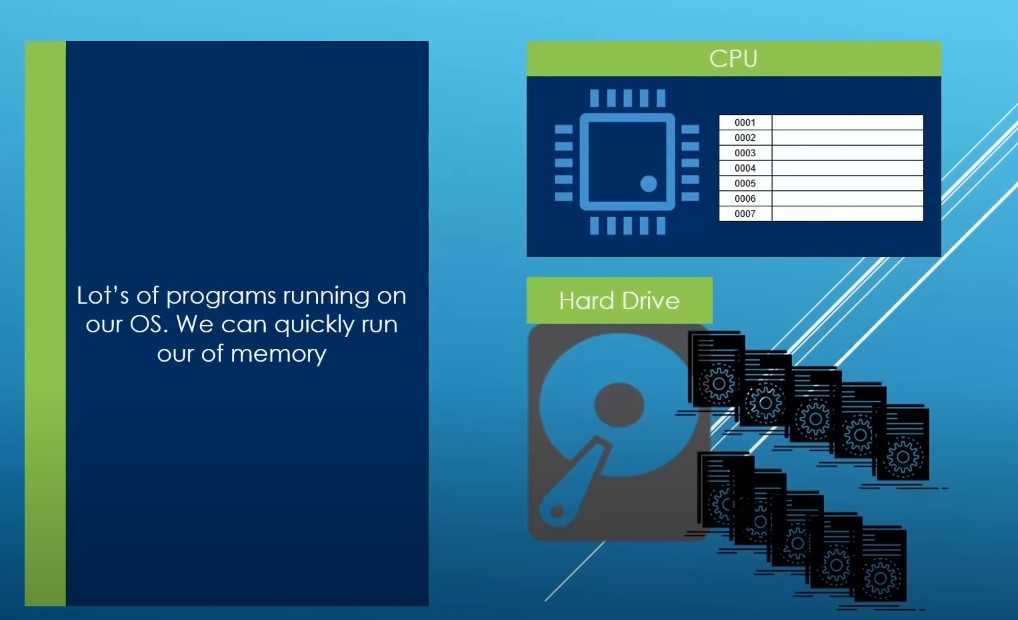 Lot's of programs running on
our OS. We can quickly run
our of memory
CPU
0001
0002
0003
0004
0005
0006
0007
Hard Drive